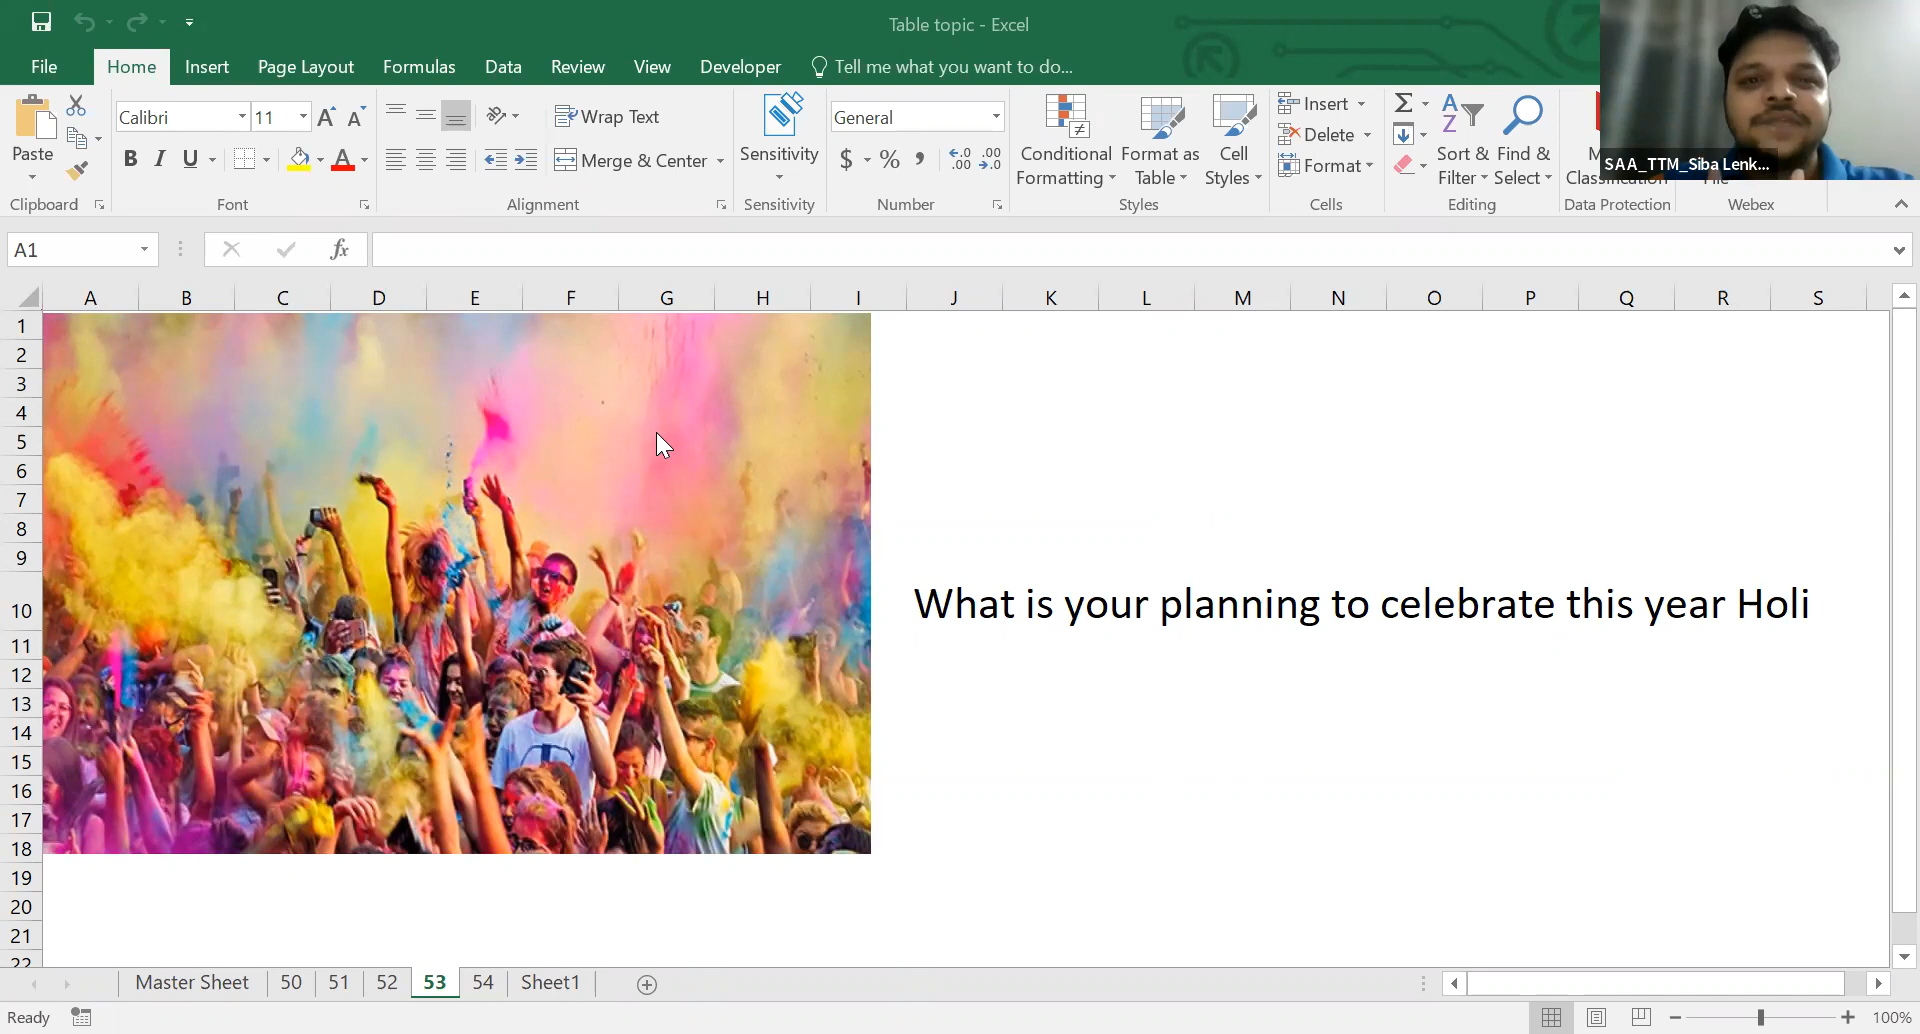 Table topic - Excel
File Home Insert Page Layout Formulas Data Review View Developer Tell me what you want to do...
SAA_TTM_Siba Lenk...
Paste
Calibri 11
Wrap Text
Merge & Center
Sensitivity
General
$ % ,
Conditional Formatting
Format as Table
Cell Styles
Insert
Delete
Format
Sort & Filter
Find & Select
Clipboard Font Alignment Sensitivity Number Styles Cells Editing Data Protection Webex
A1 fx
A B C D E F G H I J K L M N O P Q R S
1
2
3
4
5
6
7
8
9
10
What is your planning to celebrate this year Holi
11
12
13
14
15
16
17
18
19
20
21
22
Master Sheet 50 51 52 53 54 Sheet1
Ready 100%